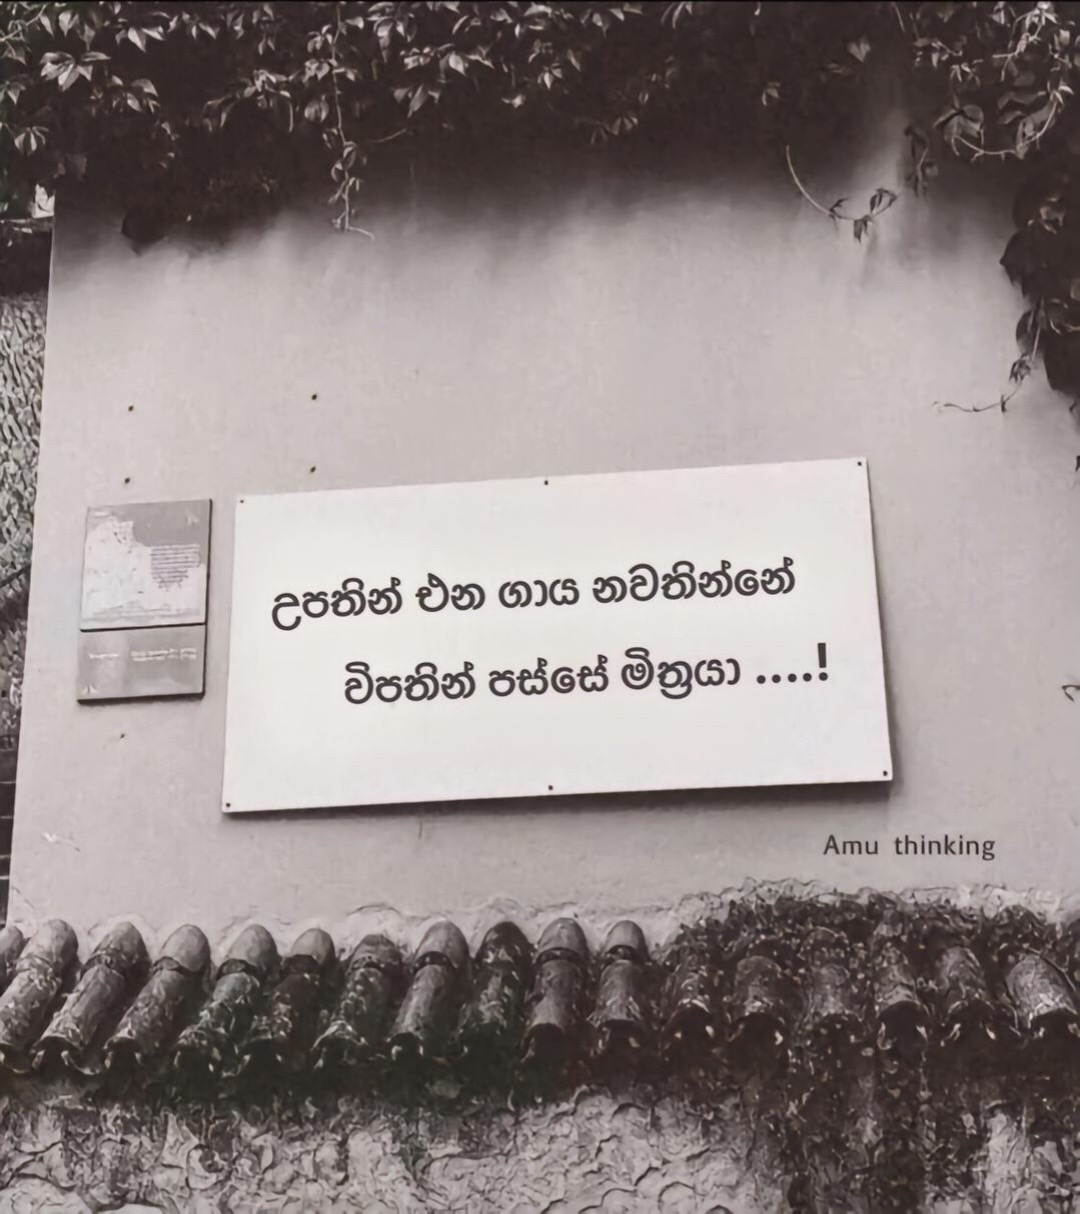 උපතින් එන ගාය නවතින්නේ
විපතින් පස්සේ මිත්‍රයා .....!
Amu thinking